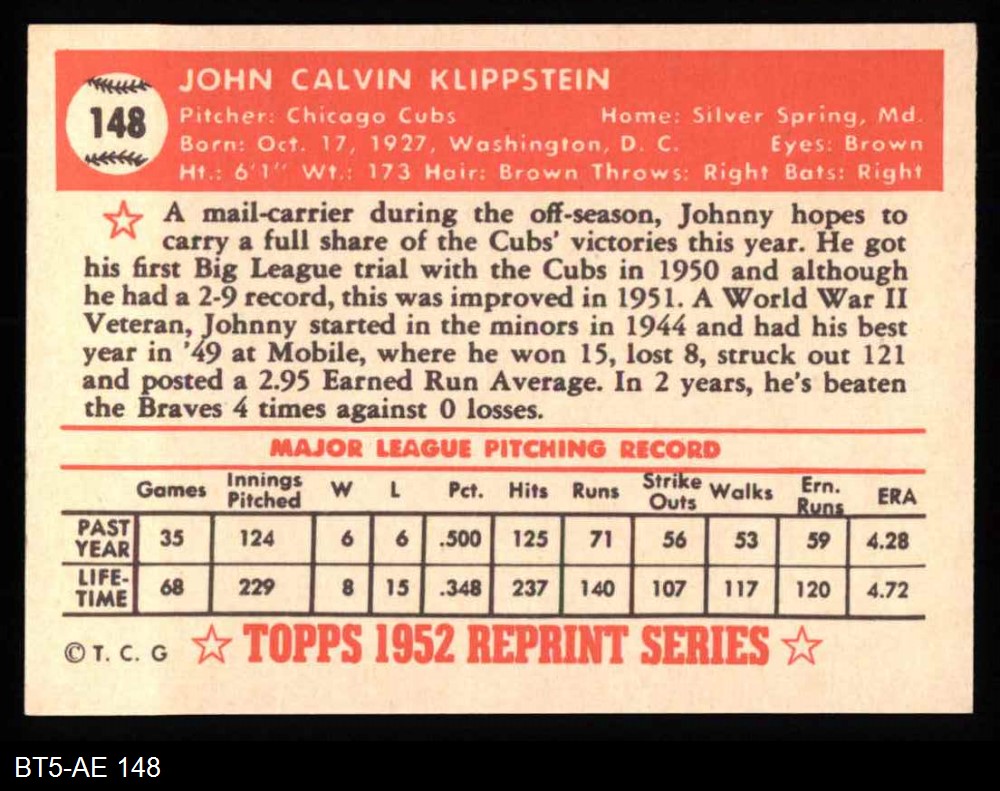 148
JOHN CALVIN KLIPPSTEIN
Pitcher: Chicago Cubs Home: Silver Spring, Md.
Born: Oct. 17, 1927, Washington, D. C. Eyes: Brown
Ht.: 6'1" Wt.: 173 Hair: Brown Throws: Right Bats: Right
A mail-carrier during the off-season, Johnny hopes to
carry a full share of the Cubs' victories this year. He got
his first Big League trial with the Cubs in 1950 and although
he had a 2-9 record, this was improved in 1951. A World War II
Veteran, Johnny started in the minors in 1944 and had his best
year in '49 at Mobile, where he won 15, lost 8, struck out 121
and posted a 2.95 Earned Run Average. In 2 years, he's beaten
the Braves 4 times against 0 losses.
MAJOR LEAGUE PITCHING RECORD
Games Innings Pitched W L Pct. Hits Runs Strike Outs Walks Ern. Runs ERA
PAST YEAR 35 124 6 6 .500 125 71 56 53 59 4.28
LIFE-TIME 68 229 8 15 .348 237 140 107 117 120 4.72
© T. C. G ☆ TOPPS 1952 REPRINT SERIES ☆
BT5-AE 148